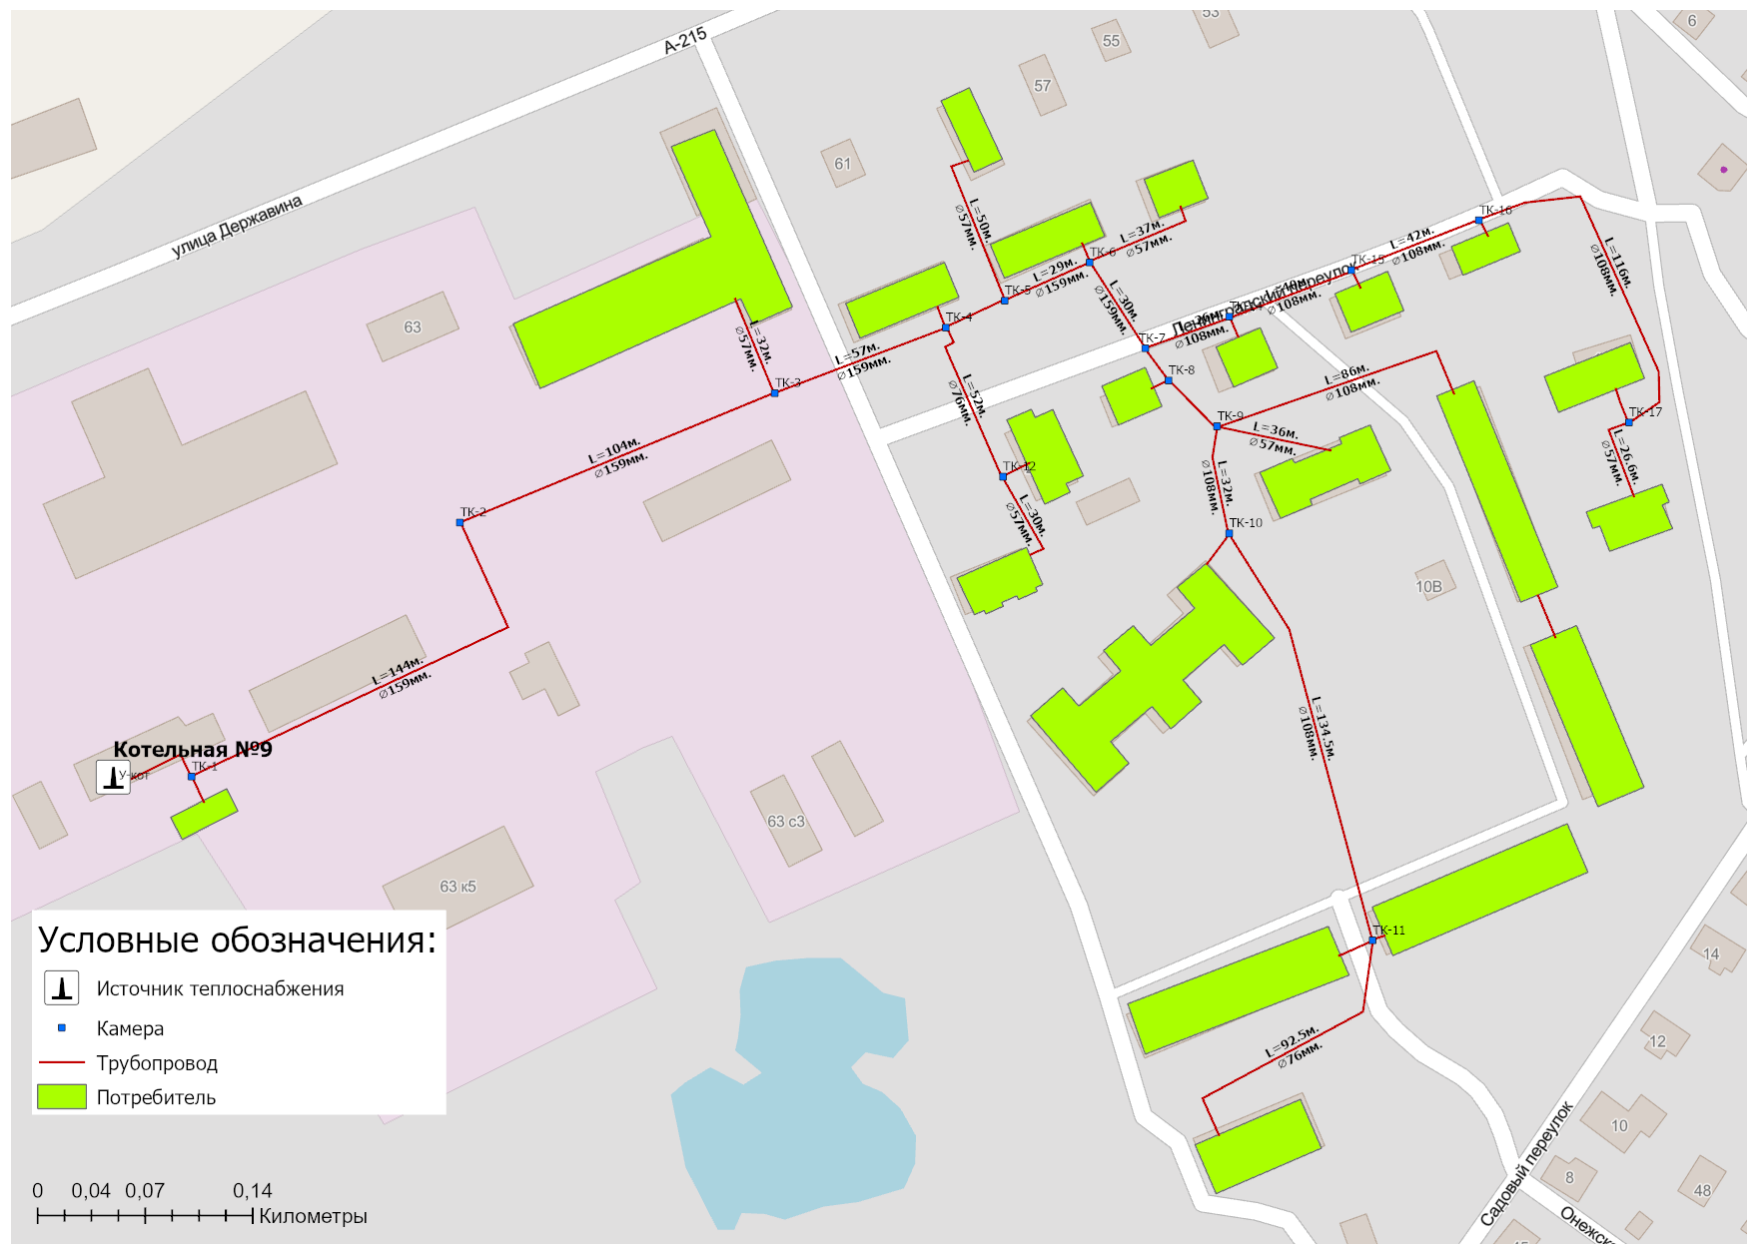 53
6
А-215
55
57
61
улица Державина
63
L=50м.
∅57мм.
L=37м.
∅57мм.
ТК-16
ТК-6
L=42м.
∅108мм.
L=116м.
∅108мм.
L=29м.
∅159мм.
ТК-5
ТК-15
Ленинградский переулок
∅108мм.
L=30м.
∅159мм.
ТК-4
∅108мм.
ТК-7
L=32м.
∅57мм.
L=57м.
∅159мм.
ТК-3
ТК-8
L=52м.
∅76мм.
L=86м.
∅108мм.
ТК-9
L=36м.
∅57мм.
ТК-17
L=26.6м.
∅57мм.
L=104м.
∅159мм.
ТК-12
L=32м.
∅108мм.
ТК-2
L=30м.
∅57мм.
ТК-10
10В
L=144м.
∅159мм.
L=134.5м.
∅108мм.
Котельная №9
У-кот
ТК-1
63 с3
63 к5
ТК-11
14
12
L=92.5м.
∅76мм.
10
8
48
Садовый переулок
Условные обозначения:
Источник теплоснабжения
Камера
Трубопровод
Потребитель
0 0,04 0,07 0,14
Километры